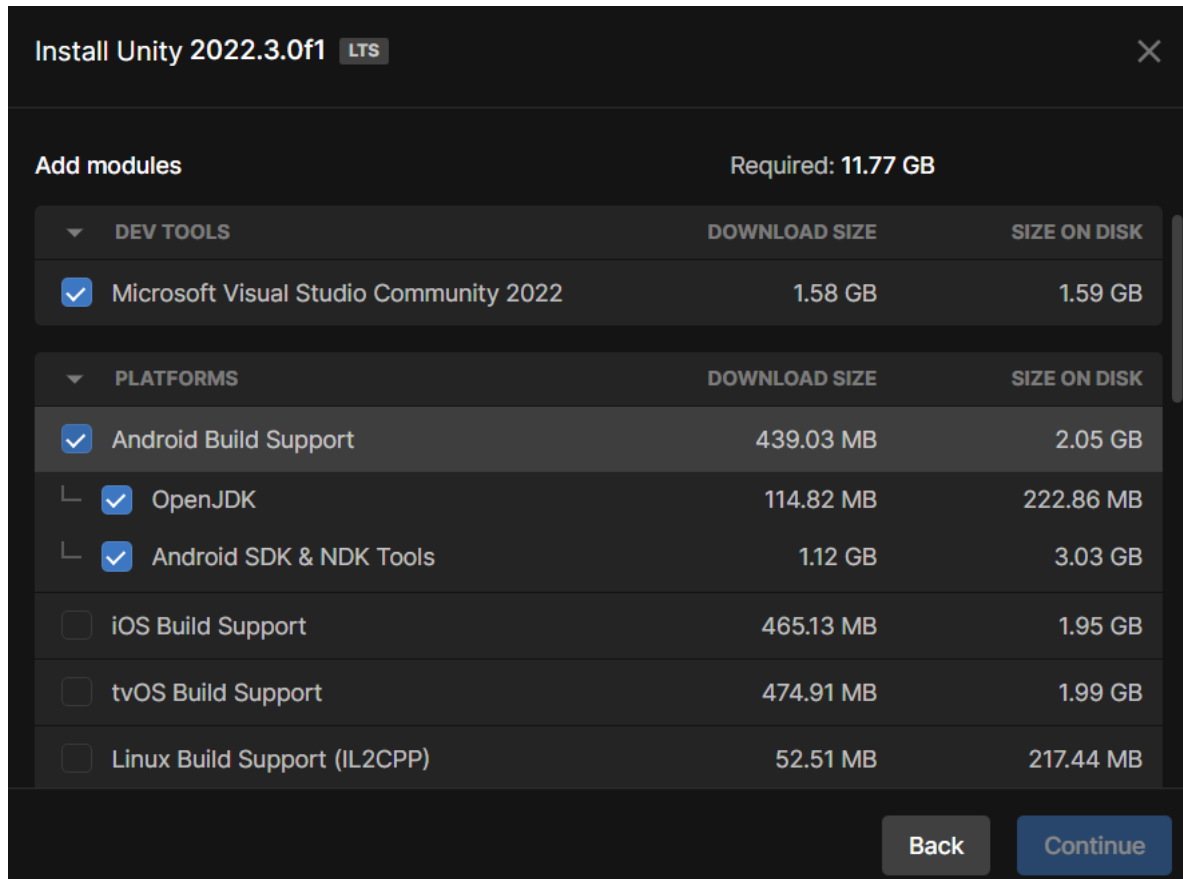 Install Unity 2022.3.0f1 LTS
Add modules Required: 11.77 GB
DEV TOOLS DOWNLOAD SIZE SIZE ON DISK
Microsoft Visual Studio Community 2022 1.58 GB 1.59 GB
PLATFORMS DOWNLOAD SIZE SIZE ON DISK
Android Build Support 439.03 MB 2.05 GB
OpenJDK 114.82 MB 222.86 MB
Android SDK & NDK Tools 1.12 GB 3.03 GB
iOS Build Support 465.13 MB 1.95 GB
tvOS Build Support 474.91 MB 1.99 GB
Linux Build Support (IL2CPP) 52.51 MB 217.44 MB
Back Continue